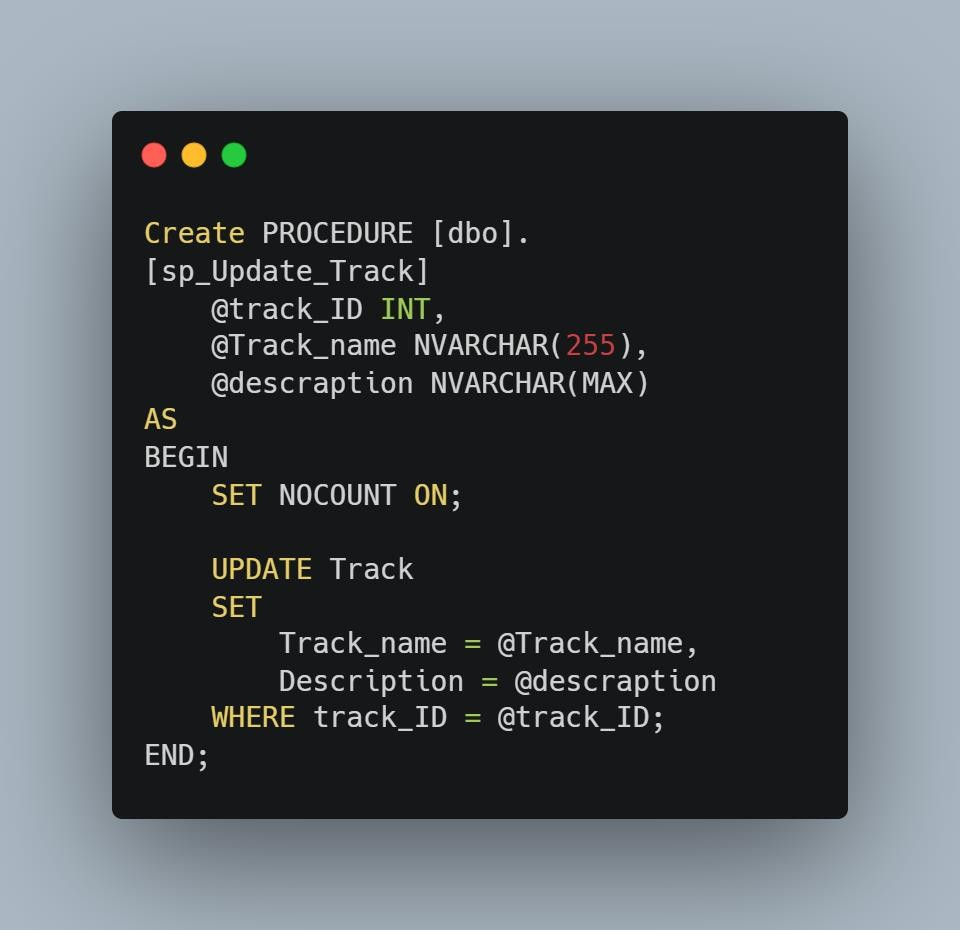 Create PROCEDURE [dbo].
[sp_Update_Track]
    @track_ID INT,
    @Track_name NVARCHAR(255),
    @descraption NVARCHAR(MAX)
AS
BEGIN
    SET NOCOUNT ON;

    UPDATE Track
    SET
        Track_name = @Track_name,
        Description = @descraption
    WHERE track_ID = @track_ID;
END;